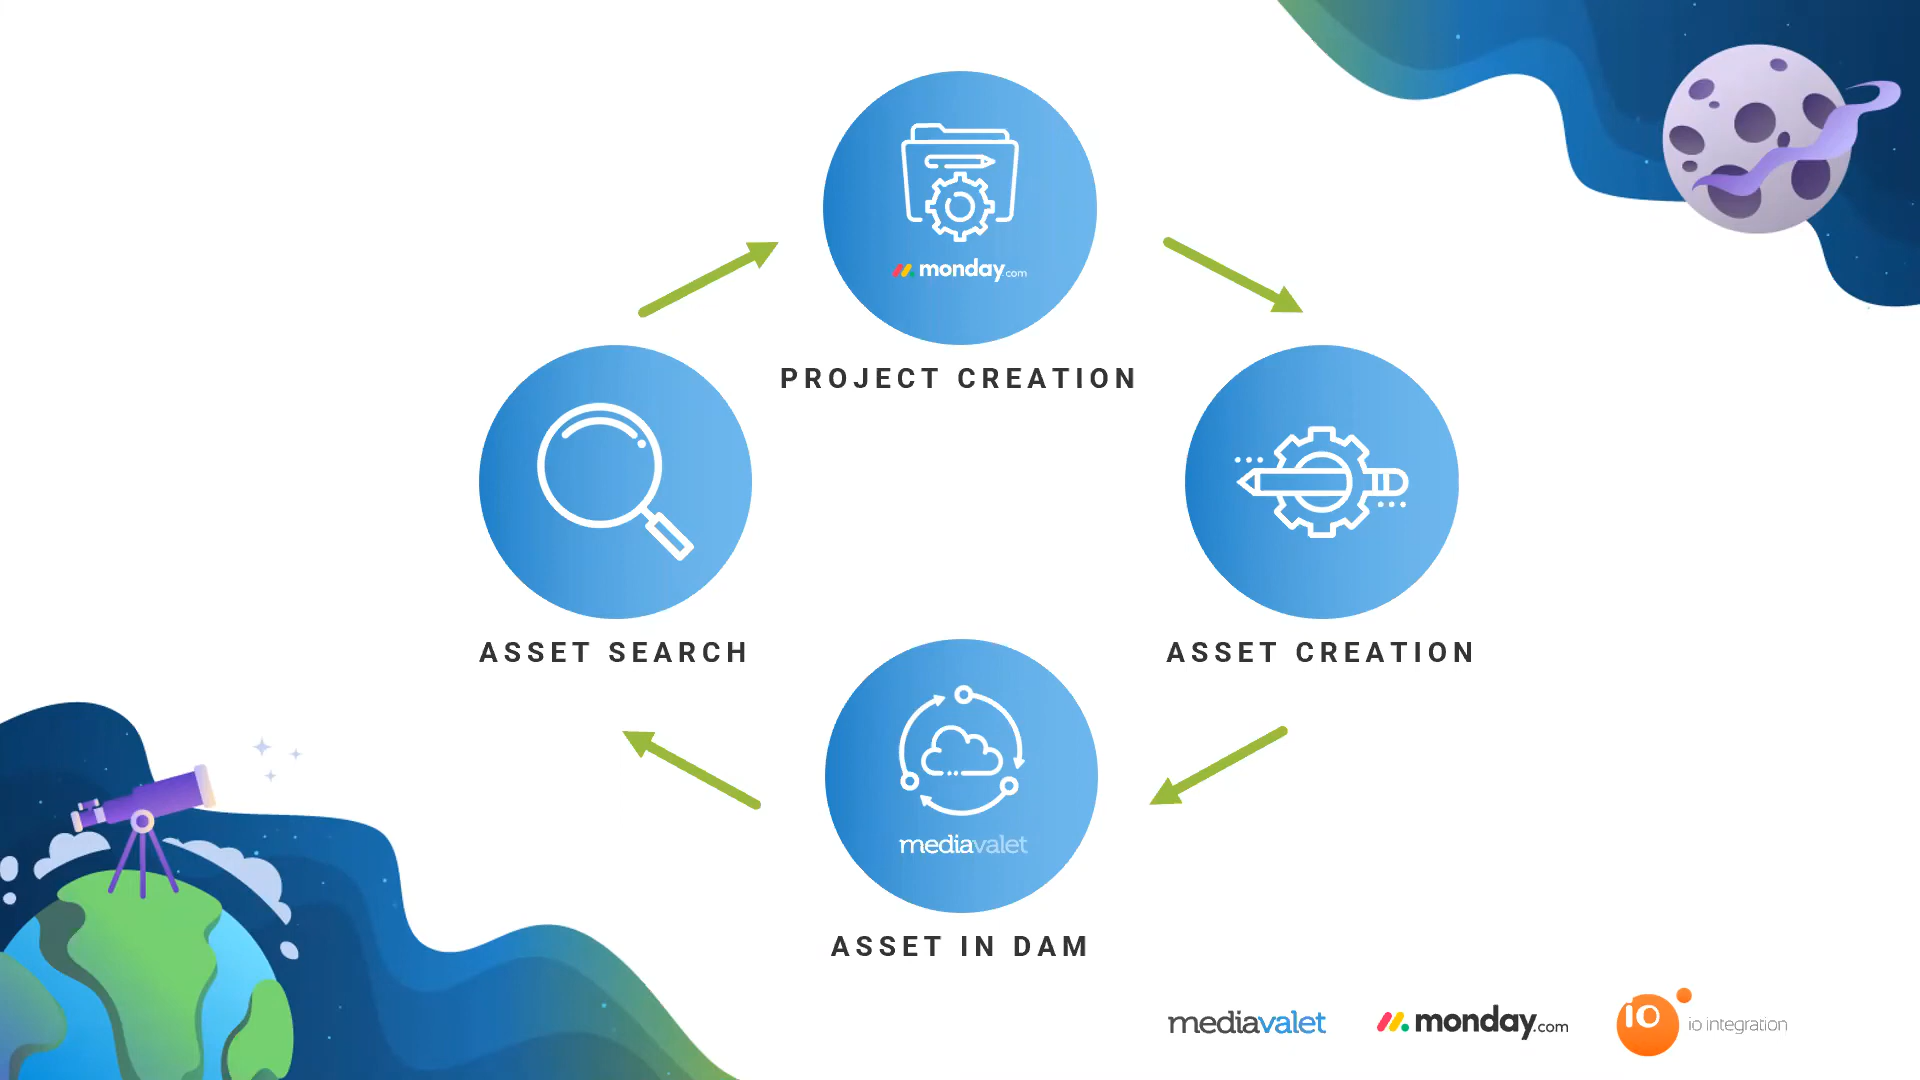 monday.com
PROJECT CREATION
ASSET SEARCH
ASSET CREATION
mediavalet
ASSET IN DAM
mediavalet
monday.com
io
io integration